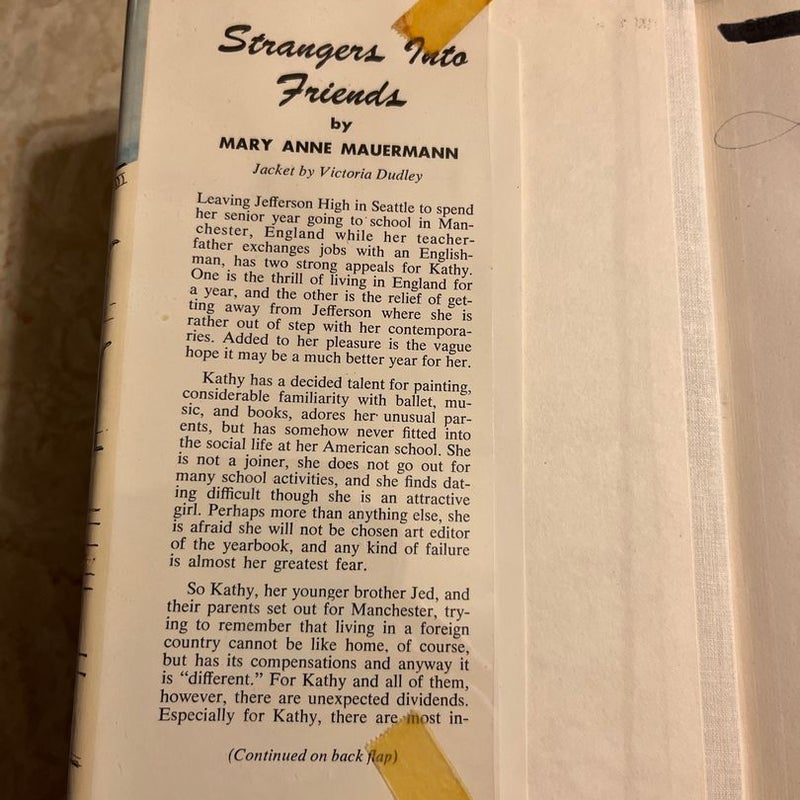 Strangers Into
Friends
by
MARY ANNE MAUERMANN
Jacket by Victoria Dudley
Leaving Jefferson High in Seattle to spend
her senior year going to school in Man-
chester, England while her teacher-
father exchanges jobs with an English-
man, has two strong appeals for Kathy.
One is the thrill of living in England for
a year, and the other is the relief of get-
ting away from Jefferson where she is
rather out of step with her contempora-
ries. Added to her pleasure is the vague
hope it may be a much better year for her.
Kathy has a decided talent for painting,
considerable familiarity with ballet, mu-
sic, and books, adores her unusual par-
ents, but has somehow never fitted into
the social life at her American school. She
is not a joiner, she does not go out for
many school activities, and she finds dat-
ing difficult though she is an attractive
girl. Perhaps more than anything else, she
is afraid she will not be chosen art editor
of the yearbook, and any kind of failure
is almost her greatest fear.
So Kathy, her younger brother Jed, and
their parents set out for Manchester, try-
ing to remember that living in a foreign
country cannot be like home, of course,
but has its compensations and anyway it
is “different.” For Kathy and all of them,
however, there are unexpected dividends.
Especially for Kathy, there are most in-
(Continued on back flap)